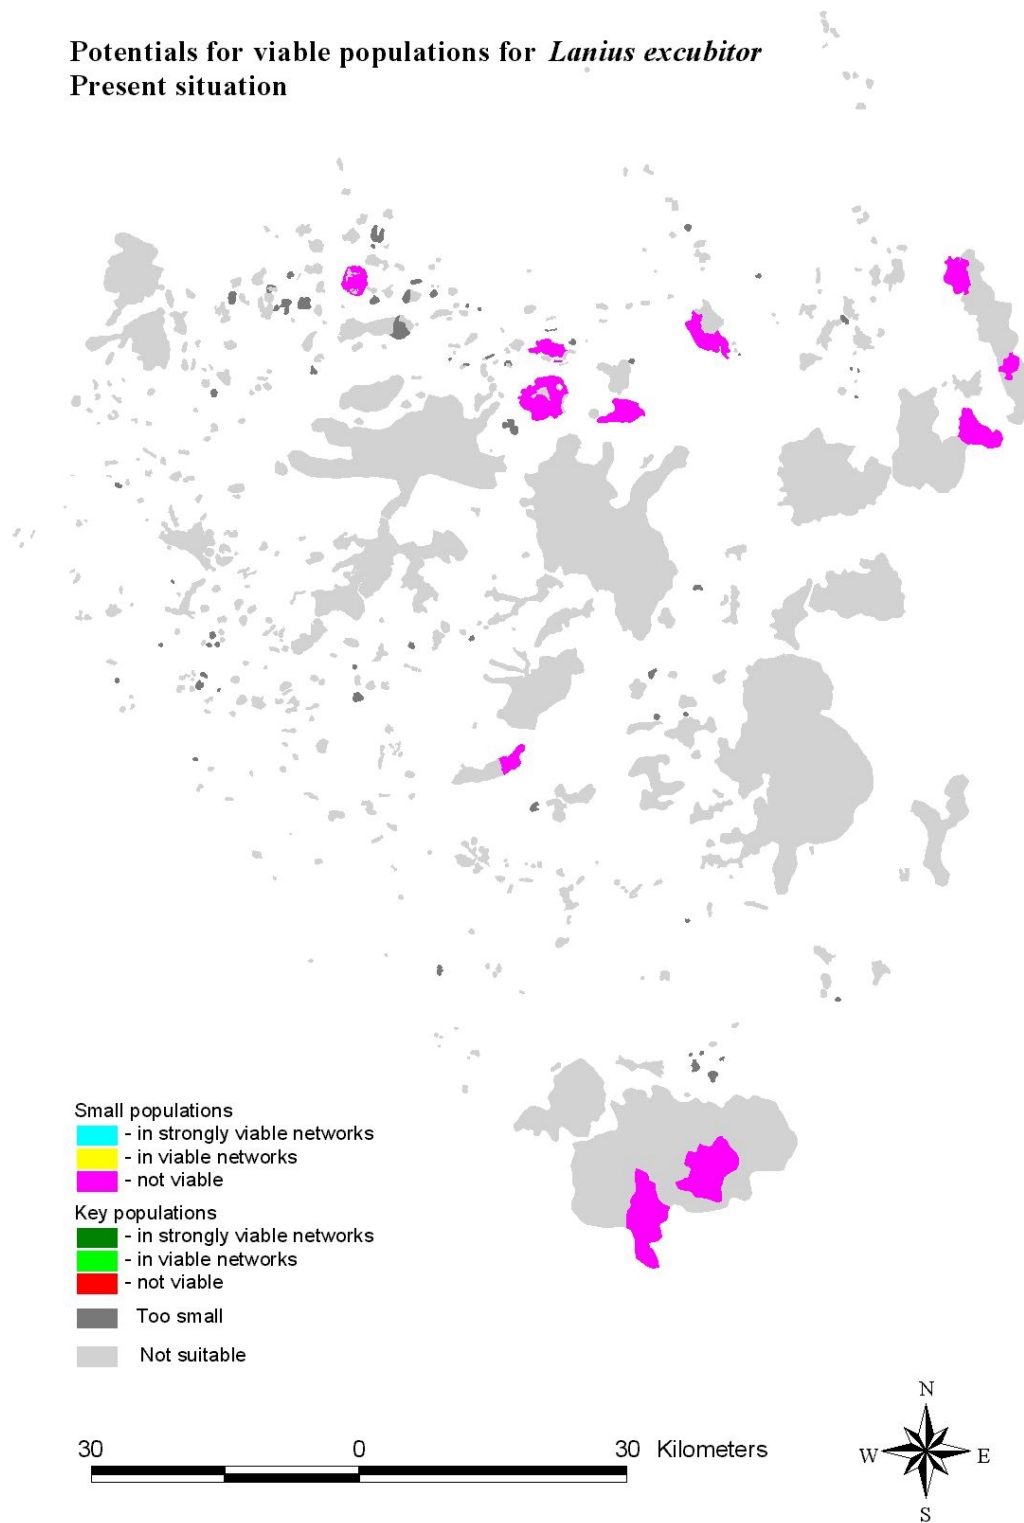 Potentials for viable populations for Lanius excubitor
Present situation
Small populations
- in strongly viable networks
- in viable networks
- not viable
Key populations
- in strongly viable networks
- in viable networks
- not viable
Too small
Not suitable
30 0 30 Kilometers
N
W E
S